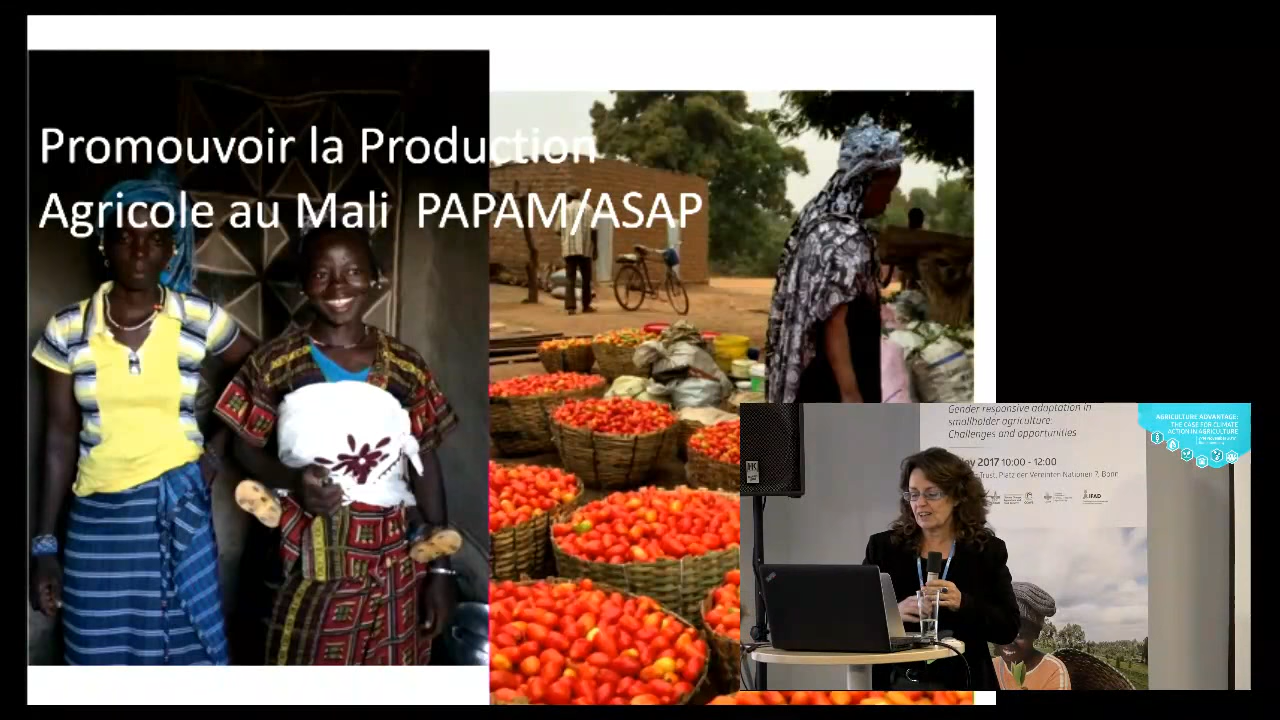 Promouvoir la Production
Agricole au Mali PAPAM/ASAP
Gender responsive adaptation in
smallholder agriculture:
Challenges and opportunities
2017 10:00 - 12:00
Trust, Platz der Vereinten Nationen 7, Bonn
IFAD
AGRICULTURE ADVANTAGE:
THE CASE FOR CLIMATE
ACTION IN AGRICULTURE